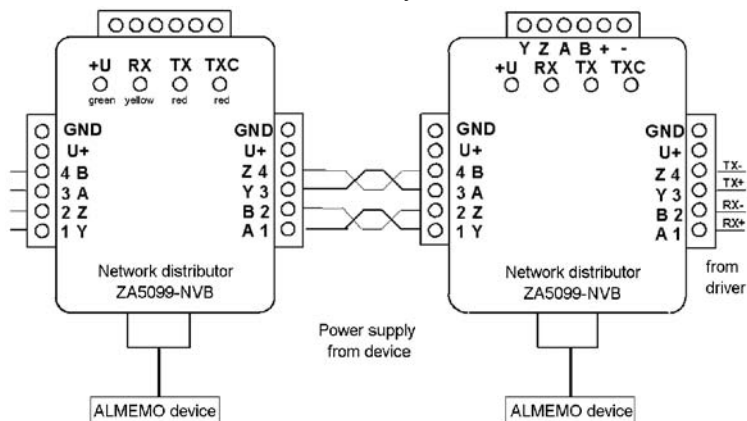 +U RX TX TXC
green yellow red red
GND
U+
4 B
3 A
2 Z
1 Y
GND
U+
Z 4
Y 3
B 2
A 1
Network distributor
ZA5099-NVB
ALMEMO device
Power supply
from device
Y Z A B + -
+U RX TX TXC
GND
U+
4 B
3 A
2 Z
1 Y
GND
U+
Z 4
Y 3
B 2
A 1
TX-
TX+
RX-
RX+
from
driver
Network distributor
ZA5099-NVB
ALMEMO device